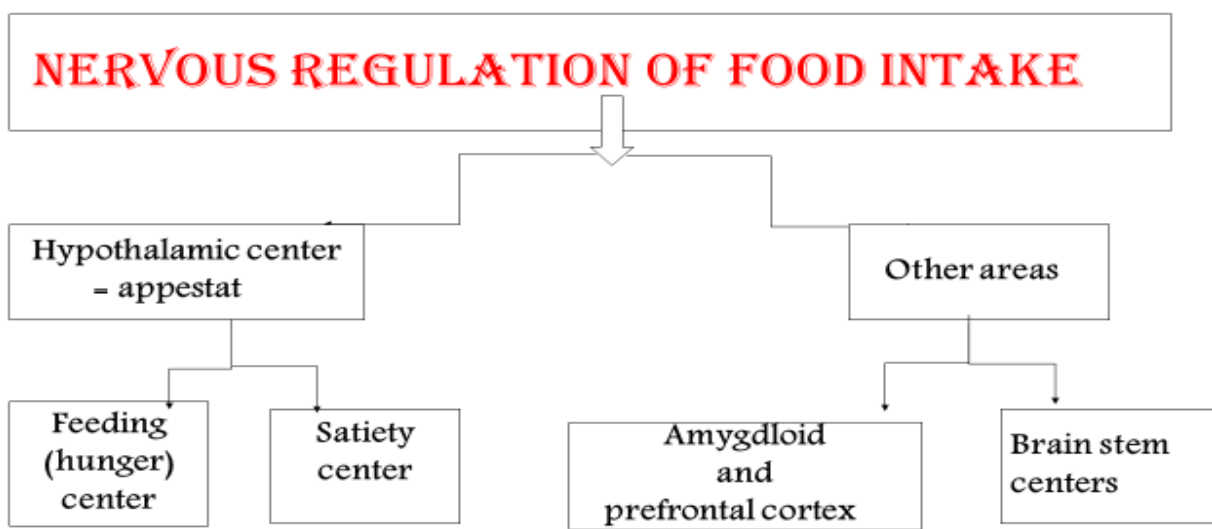 NERVOUS REGULATION OF FOOD INTAKE
Hypothalamic center
= appestat
Other areas
Feeding
(hunger)
center
Satiety
center
Amygdloid
and
prefrontal cortex
Brain stem
centers